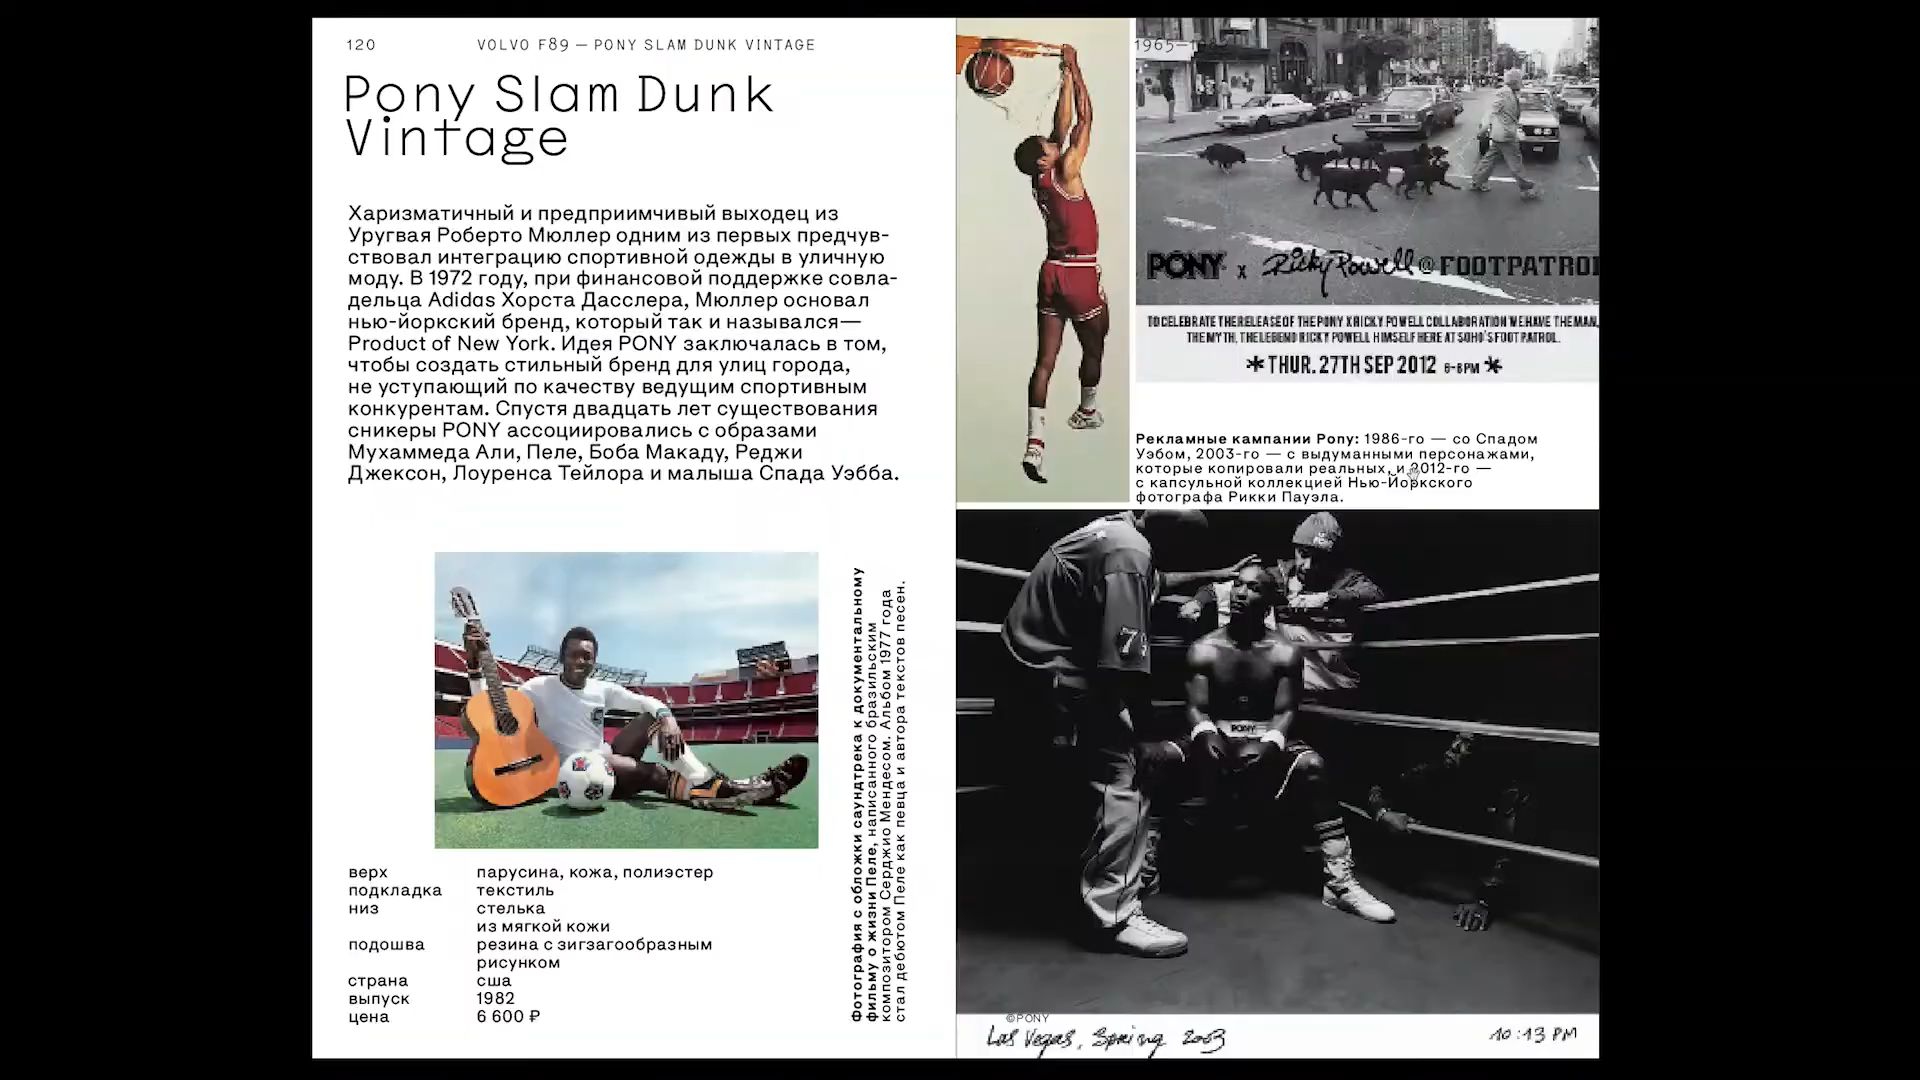 120
VOLVO F89 — PONY SLAM DUNK VINTAGE
Pony Slam Dunk
Vintage
Харизматичный и предприимчивый выходец из
Уругвая Роберто Мюллер одним из первых предчув-
ствовал интеграцию спортивной одежды в уличную
моду. В 1972 году, при финансовой поддержке совла-
дельца Adidas Хорста Дасслера, Мюллер основал
нью-йоркский бренд, который так и назывался—
Product of New York. Идея PONY заключалась в том,
чтобы создать стильный бренд для улиц города,
не уступающий по качеству ведущим спортивным
конкурентам. Спустя двадцать лет существования
сникеры PONY ассоциировались с образами
Мухаммеда Али, Пеле, Боба Макаду, Реджи
Джексон, Лоуренса Тейлора и малыша Спада Уэбба.
Фотография с обложки саундтрека к документальному
фильму о жизни Пеле, написанного бразильским
композитором Серджио Мендесом. Альбом 1977 года
стал дебютом Пеле как певца и автора текстов песен.
верх парусина, кожа, полиэстер
подкладка текстиль
низ стелька
из мягкой кожи
подошва резина с зигзагообразным
рисунком
страна сша
выпуск 1982
цена 6 600 ₽
1965—
PONY x Ricky Powell @ FOOTPATROL
TO CELEBRATE THE RELEASE OF THE PONY X RICKY POWELL COLLABORATION WE HAVE THE MAN,
THE MYTH, THE LEGEND RICKY POWELL HIMSELF HERE AT SOHO'S FOOT PATROL.
* THUR. 27TH SEP 2012 6-8PM *
Рекламные кампании Pony: 1986-го — со Спадом
Уэбом, 2003-го — с выдуманными персонажами,
которые копировали реальных, и 2012-го —
с капсульной коллекцией Нью-Йоркского
фотографа Рикки Пауэла.
7
PONY
©PONY
Las Vegas, Spring 2003
10:13 PM